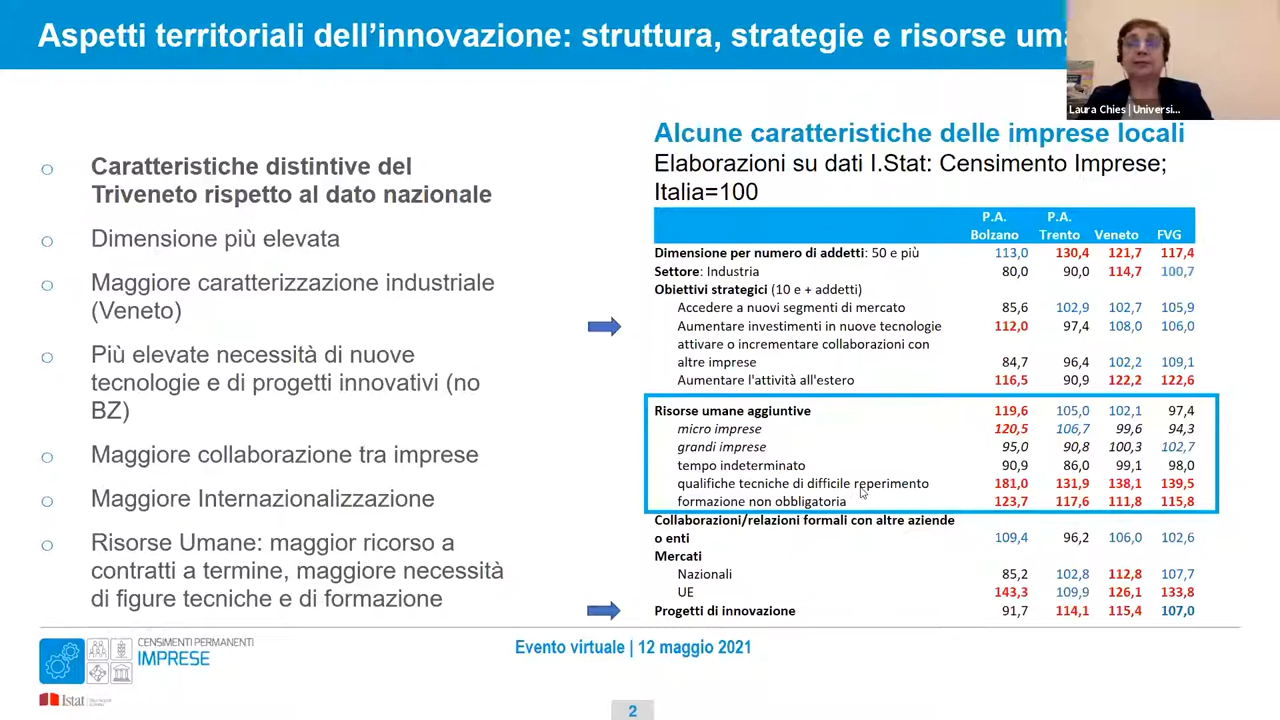 Aspetti territoriali dell'innovazione: struttura, strategie e risorse uma
Laura Chies | Universi...
Caratteristiche distintive del
Triveneto rispetto al dato nazionale
Dimensione più elevata
Maggiore caratterizzazione industriale
(Veneto)
Più elevate necessità di nuove
tecnologie e di progetti innovativi (no
BZ)
Maggiore collaborazione tra imprese
Maggiore Internazionalizzazione
Risorse Umane: maggior ricorso a
contratti a termine, maggiore necessità
di figure tecniche e di formazione
Alcune caratteristiche delle imprese locali
Elaborazioni su dati I.Stat: Censimento Imprese;
Italia=100
P.A. P.A.
Bolzano Trento Veneto FVG
Dimensione per numero di addetti: 50 e più 113,0 130,4 121,7 117,4
Settore: Industria 80,0 90,0 114,7 100,7
Obiettivi strategici (10 e + addetti)
Accedere a nuovi segmenti di mercato 85,6 102,9 102,7 105,9
Aumentare investimenti in nuove tecnologie 112,0 97,4 108,0 106,0
attivare o incrementare collaborazioni con
altre imprese 84,7 96,4 102,2 109,1
Aumentare l'attività all'estero 116,5 90,9 122,2 122,6
Risorse umane aggiuntive 119,6 105,0 102,1 97,4
micro imprese 120,5 106,7 99,6 94,3
grandi imprese 95,0 90,8 100,3 102,7
tempo indeterminato 90,9 86,0 99,1 98,0
qualifiche tecniche di difficile reperimento 181,0 131,9 138,1 139,5
formazione non obbligatoria 123,7 117,6 111,8 115,8
Collaborazioni/relazioni formali con altre aziende
o enti 109,4 96,2 106,0 102,6
Mercati
Nazionali 85,2 102,8 112,8 107,7
UE 143,3 109,9 126,1 133,8
Progetti di innovazione 91,7 114,1 115,4 107,0
CENSIMENTI PERMANENTI
IMPRESE
Istat
Evento virtuale | 12 maggio 2021
2